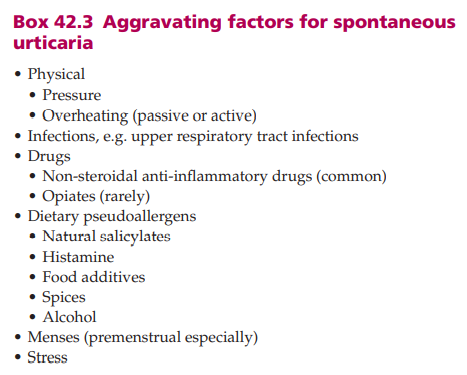 Box 42.3 Aggravating factors for spontaneous
urticaria
• Physical
• Pressure
• Overheating (passive or active)
• Infections, e.g. upper respiratory tract infections
• Drugs
• Non-steroidal anti-inflammatory drugs (common)
• Opiates (rarely)
• Dietary pseudoallergens
• Natural salicylates
• Histamine
• Food additives
• Spices
• Alcohol
• Menses (premenstrual especially)
• Stress